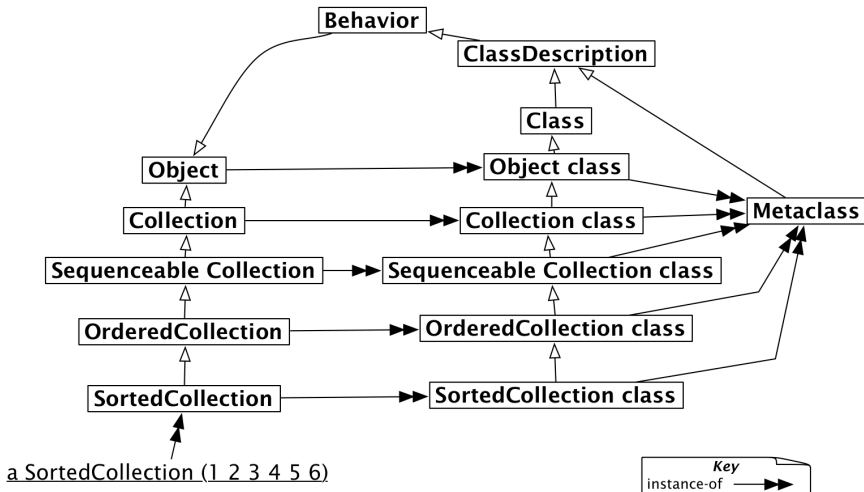 Behavior
ClassDescription
Class
Object
Object class
Metaclass
Collection
Collection class
Sequenceable Collection
Sequenceable Collection class
OrderedCollection
OrderedCollection class
SortedCollection
SortedCollection class
a SortedCollection (1 2 3 4 5 6)
Key
instance-of